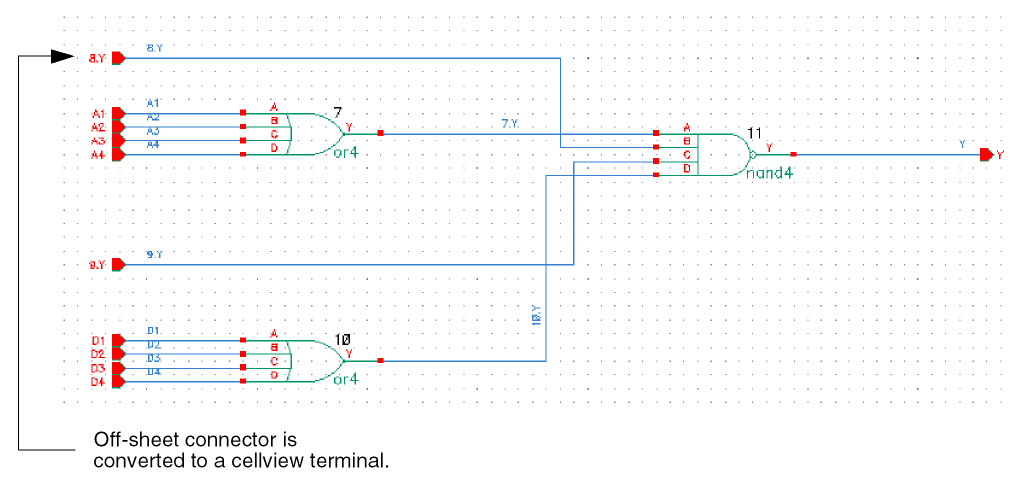 8.Y 8.Y
A1 A1 A 7
A2 A2 B Y
A3 A3 C
A4 A4 D or4
7.Y
A 11
B Y
C
D nand4
Y Y
9.Y 9.Y
10.Y
D1 D1 A 10
D2 D2 B Y
D3 D3 C
D4 D4 D or4
Off-sheet connector is
converted to a cellview terminal.